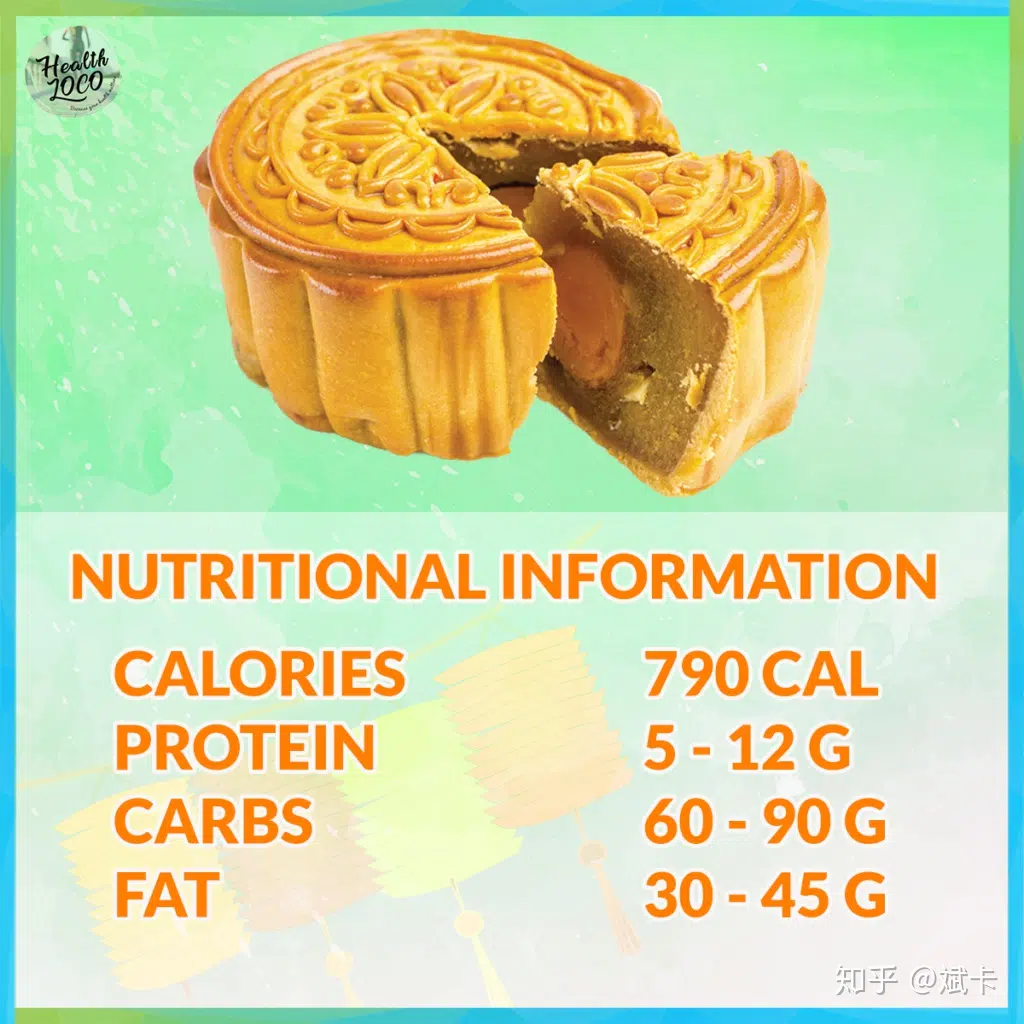 Health
LOCO
NUTRITIONAL INFORMATION
CALORIES 790 CAL
PROTEIN 5 - 12 G
CARBS 60 - 90 G
FAT 30 - 45 G
知乎 @斌卡